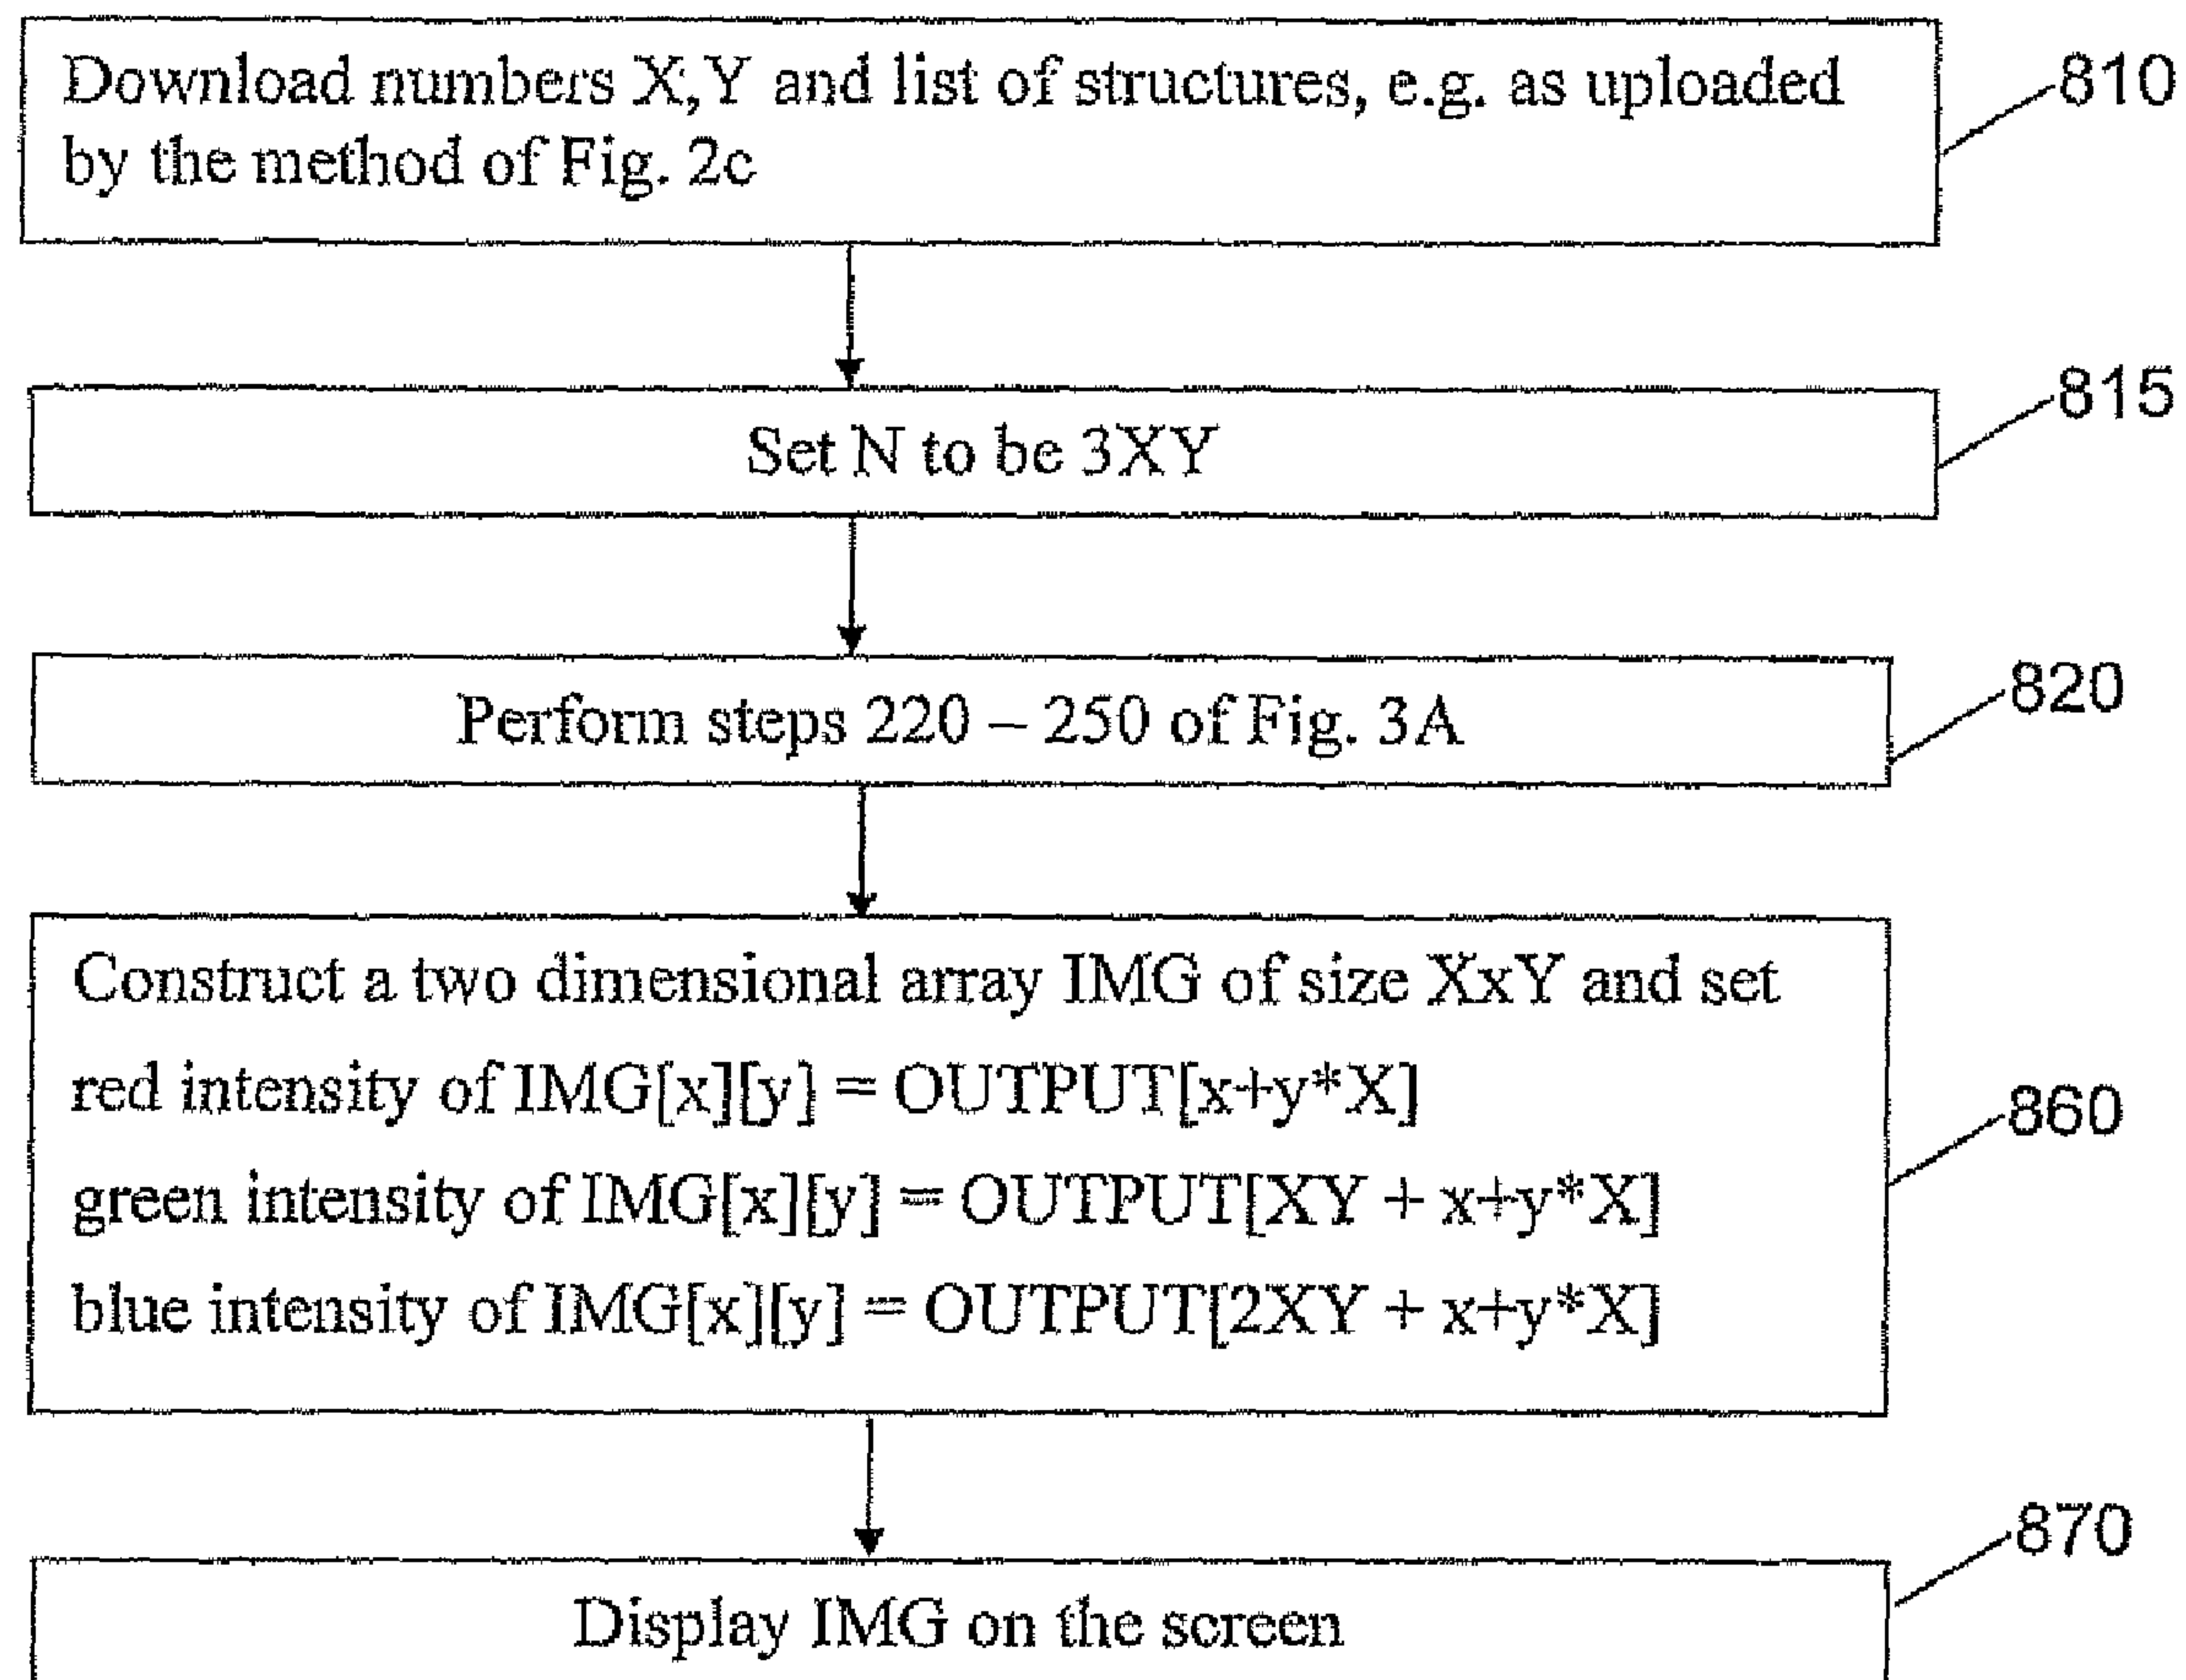 Download numbers X, Y and list of structures, e.g. as uploaded
by the method of Fig. 2c
810
Set N to be 3XY
815
Perform steps 220 – 250 of Fig. 3A
820
Construct a two dimensional array IMG of size XxY and set
red intensity of IMG[x][y] = OUTPUT[x+y*X]
green intensity of IMG[x][y] = OUTPUT[XY + x+y*X]
blue intensity of IMG[x][y] = OUTPUT[2XY + x+y*X]
860
Display IMG on the screen
870